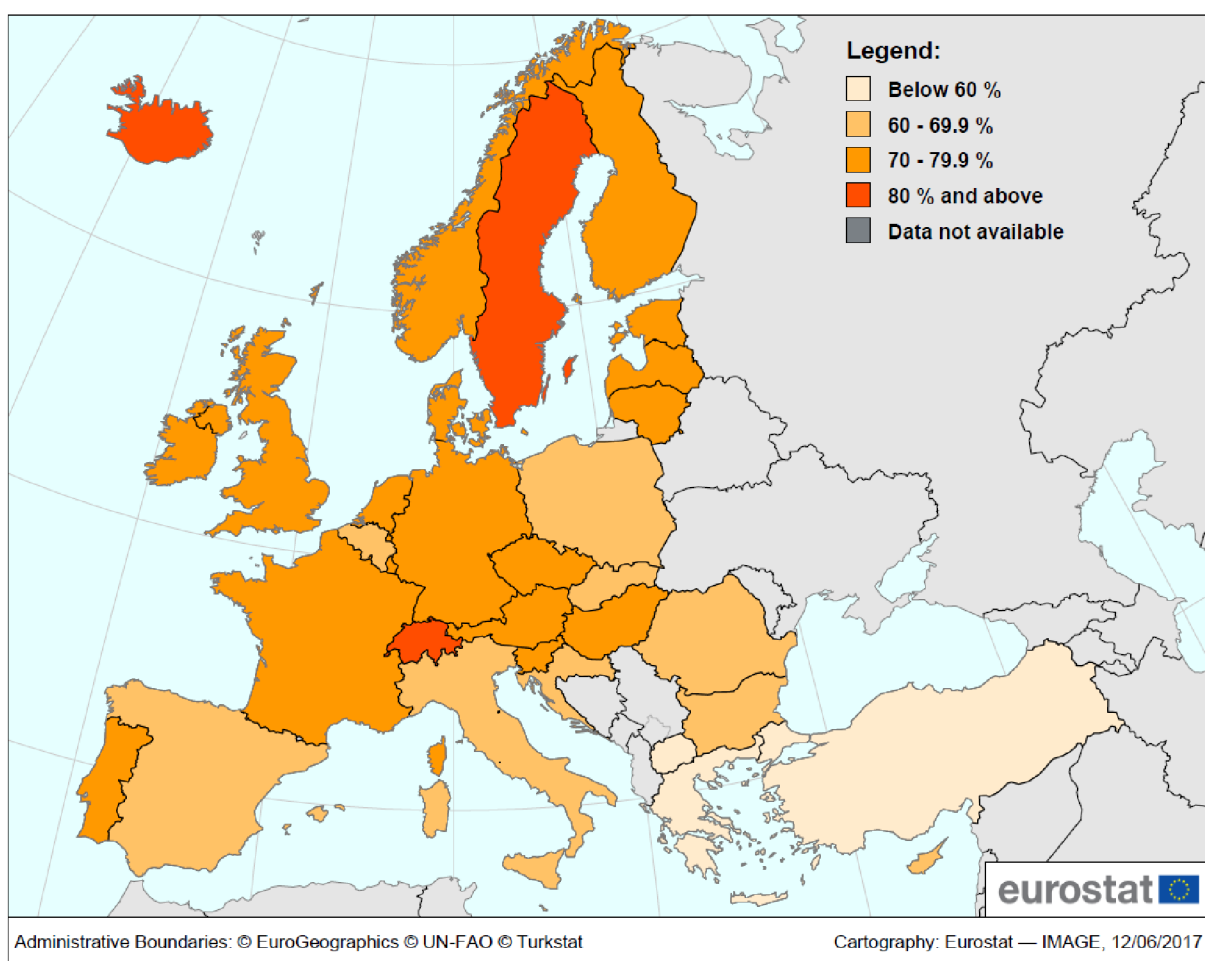 Legend:
Below 60 %
60 - 69.9 %
70 - 79.9 %
80 % and above
Data not available
eurostat
Administrative Boundaries: © EuroGeographics © UN-FAO © Turkstat
Cartography: Eurostat — IMAGE, 12/06/2017